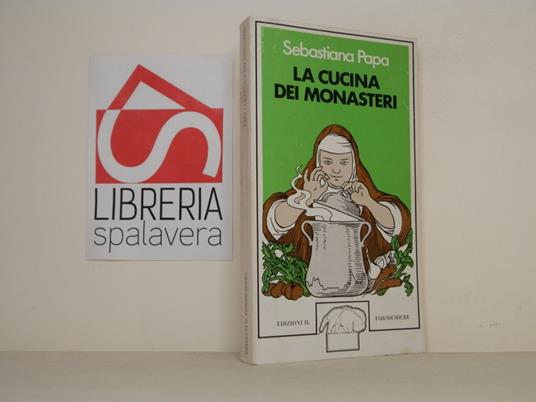 LIBRERIA
spalavera
Sebastiana Papa
LA CUCINA
DEI MONASTERI
EDIZIONI IL FORMICHIERE